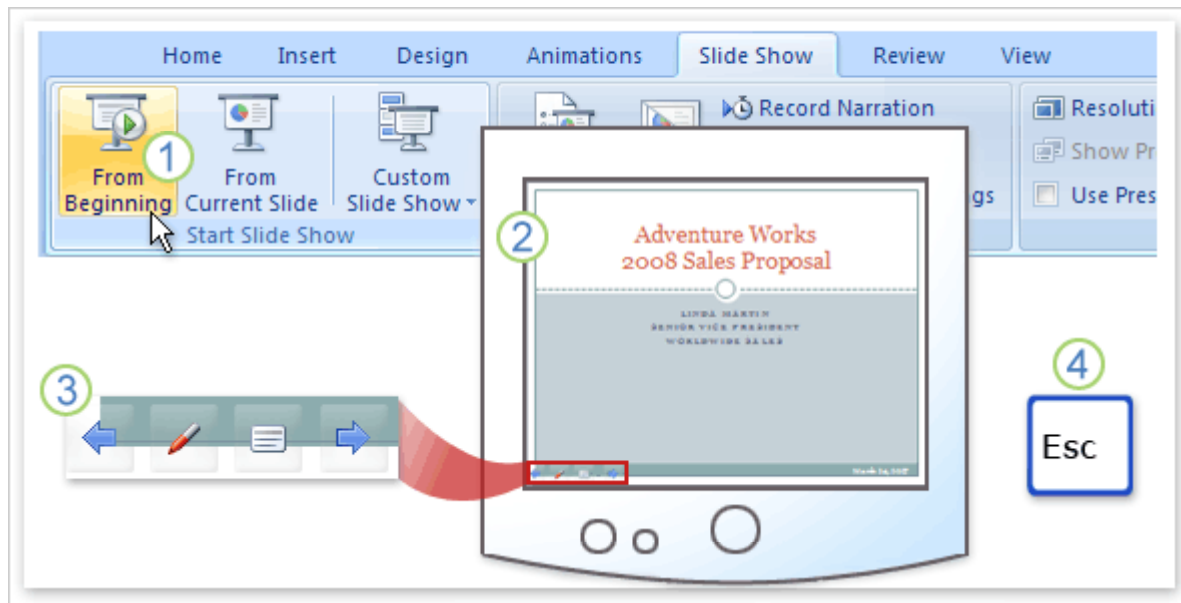 Home Insert Design Animations Slide Show Review View
Record Narration
Resoluti
Show Pr
Use Pres
gs
From Beginning
From Current Slide
Custom Slide Show
Start Slide Show
1
2
Adventure Works
2008 Sales Proposal
LINDA MARTIN
SENIOR VICE PRESIDENT
WORLDWIDE SALES
3
4
Esc